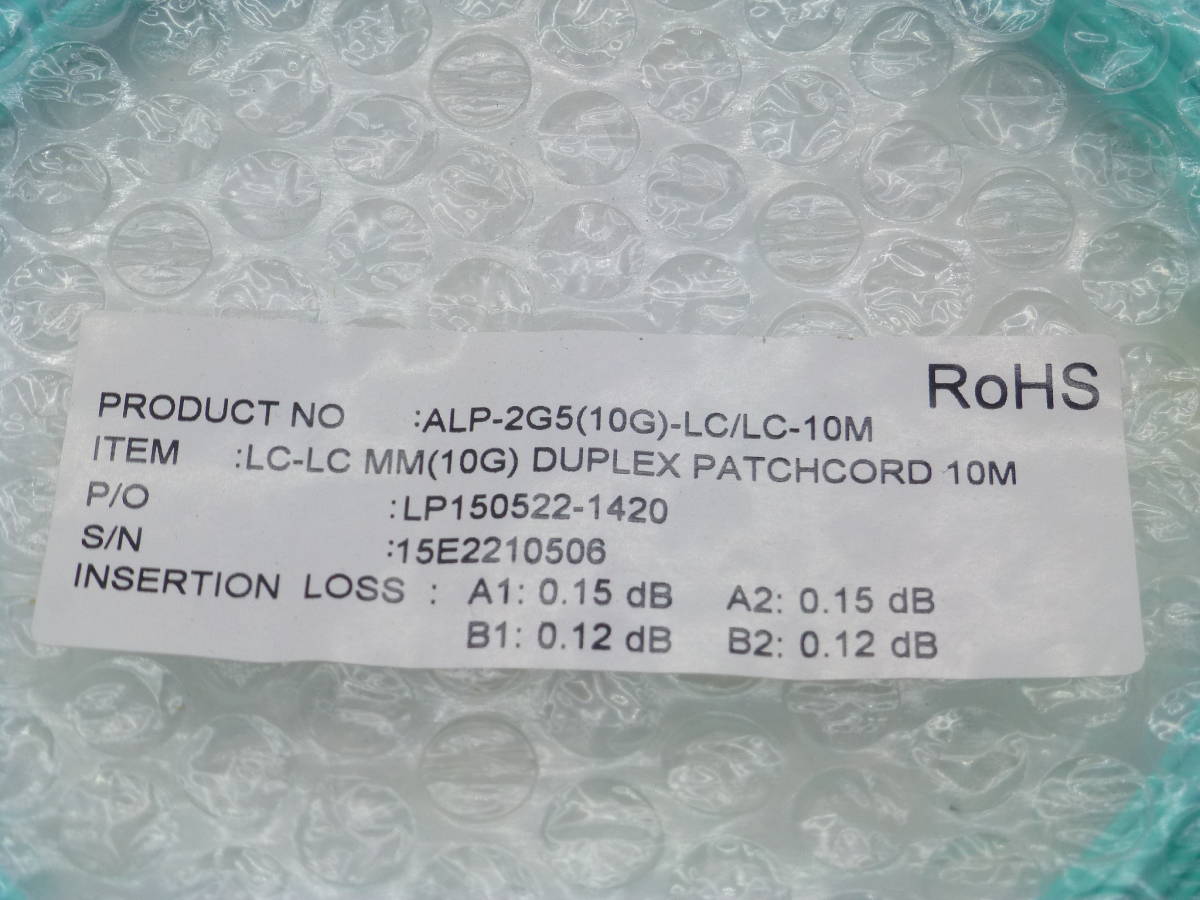 RoHS
PRODUCT NO :ALP-2G5(10G)-LC/LC-10M
ITEM :LC-LC MM(10G) DUPLEX PATCHCORD 10M
P/O :LP150522-1420
S/N :15E2210506
INSERTION LOSS : A1: 0.15 dB A2: 0.15 dB
B1: 0.12 dB B2: 0.12 dB